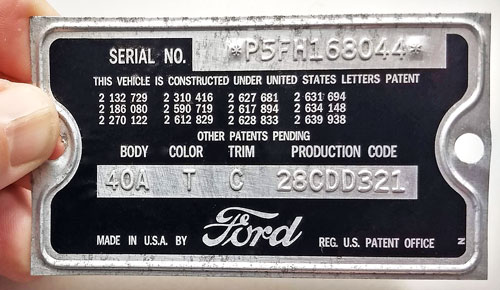 SERIAL NO. *P5FH168044*
THIS VEHICLE IS CONSTRUCTED UNDER UNITED STATES LETTERS PATENT
2 132 729 2 310 416 2 627 681 2 631 694
2 186 080 2 590 719 2 617 894 2 634 148
2 270 122 2 612 829 2 628 833 2 639 938
OTHER PATENTS PENDING
BODY COLOR TRIM PRODUCTION CODE
40A T C 28CDD321
MADE IN U.S.A. BY Ford REG. U.S. PATENT OFFICE N